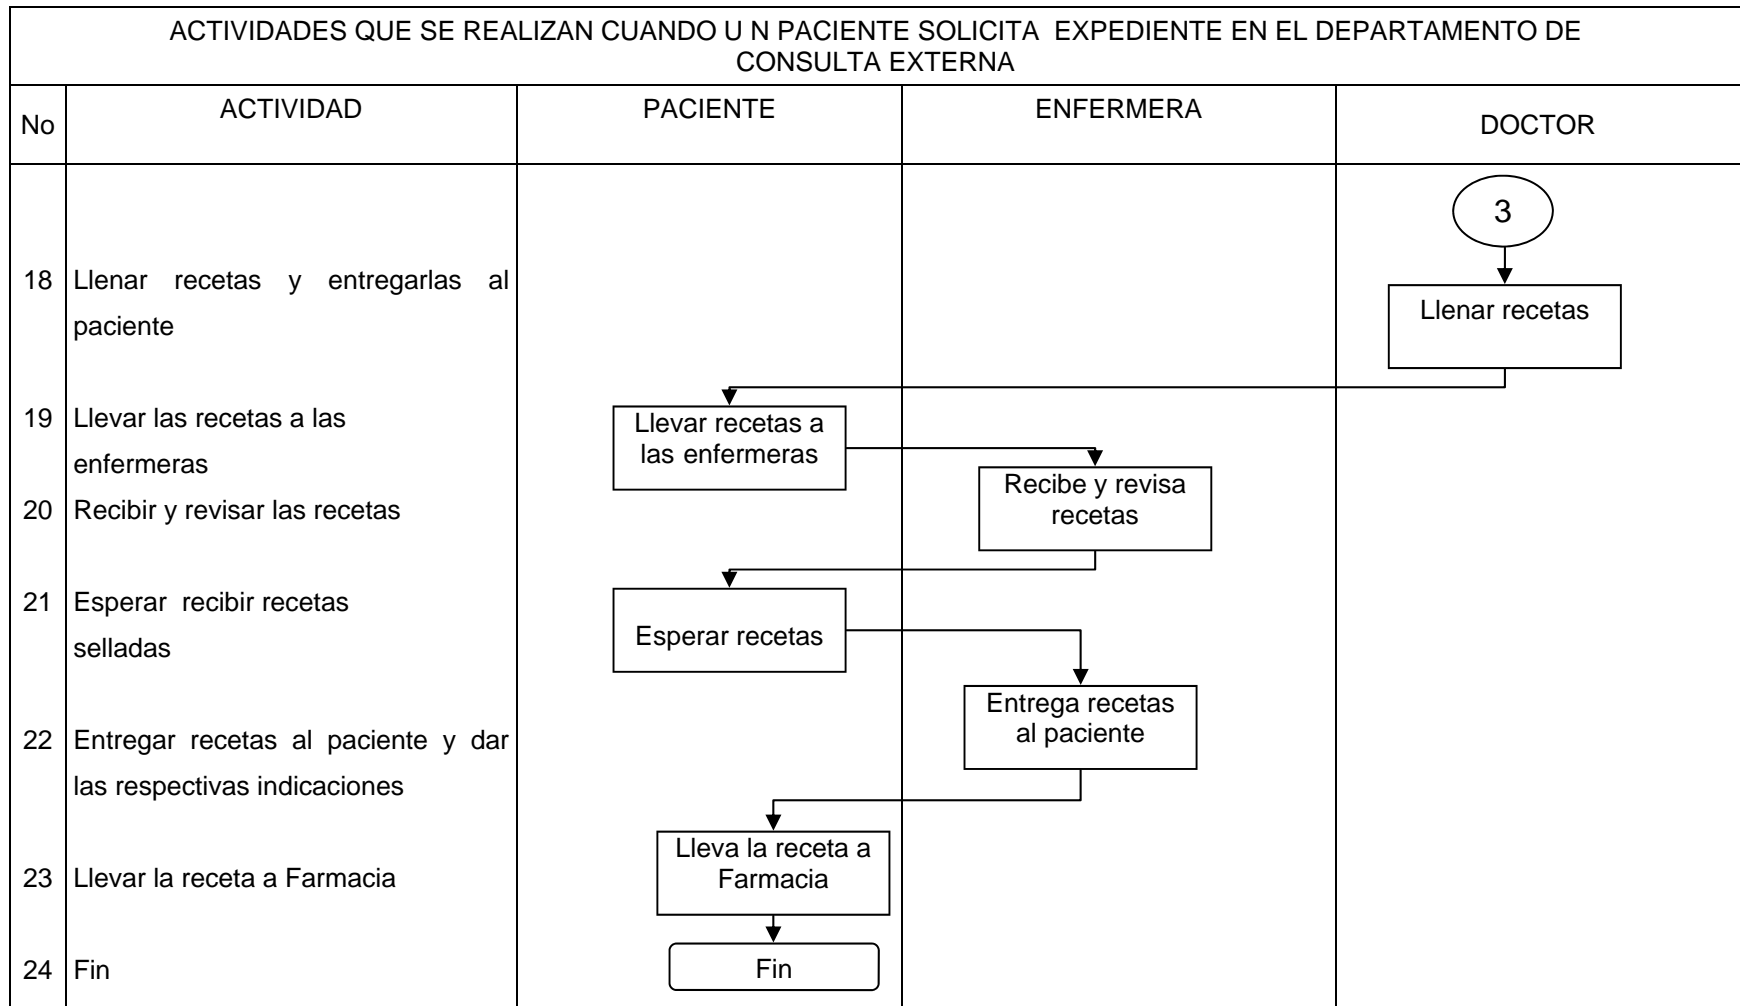 ACTIVIDADES QUE SE REALIZAN CUANDO U N PACIENTE SOLICITA EXPEDIENTE EN EL DEPARTAMENTO DE
CONSULTA EXTERNA
No
ACTIVIDAD
PACIENTE
ENFERMERA
DOCTOR
3
18
Llenar recetas y entregarlas al
paciente
Llenar recetas
19
Llevar las recetas a las
enfermeras
Llevar recetas a
las enfermeras
20
Recibir y revisar las recetas
Recibe y revisa
recetas
21
Esperar recibir recetas
selladas
Esperar recetas
22
Entregar recetas al paciente y dar
las respectivas indicaciones
Entrega recetas
al paciente
23
Llevar la receta a Farmacia
Lleva la receta a
Farmacia
24
Fin
Fin